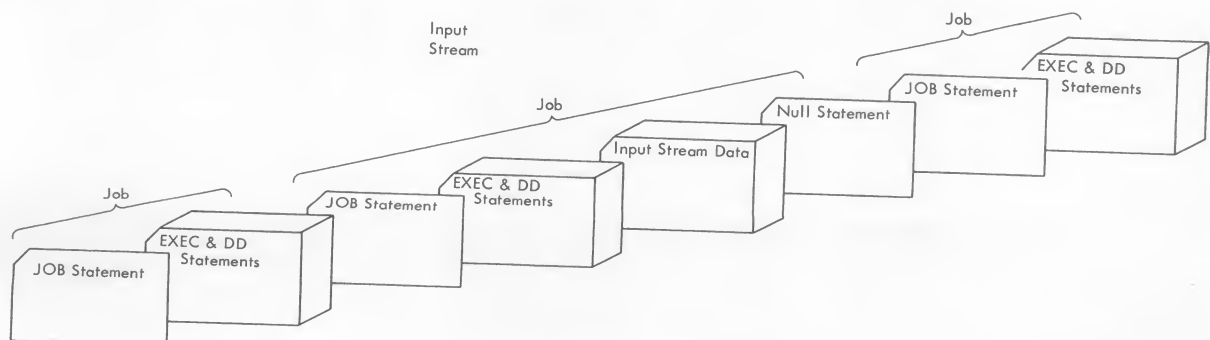 Input
Stream
Job
JOB Statement
EXEC & DD
Statements
Job
JOB Statement
EXEC & DD
Statements
Input Stream Data
Null Statement
Job
JOB Statement
EXEC & DD
Statements